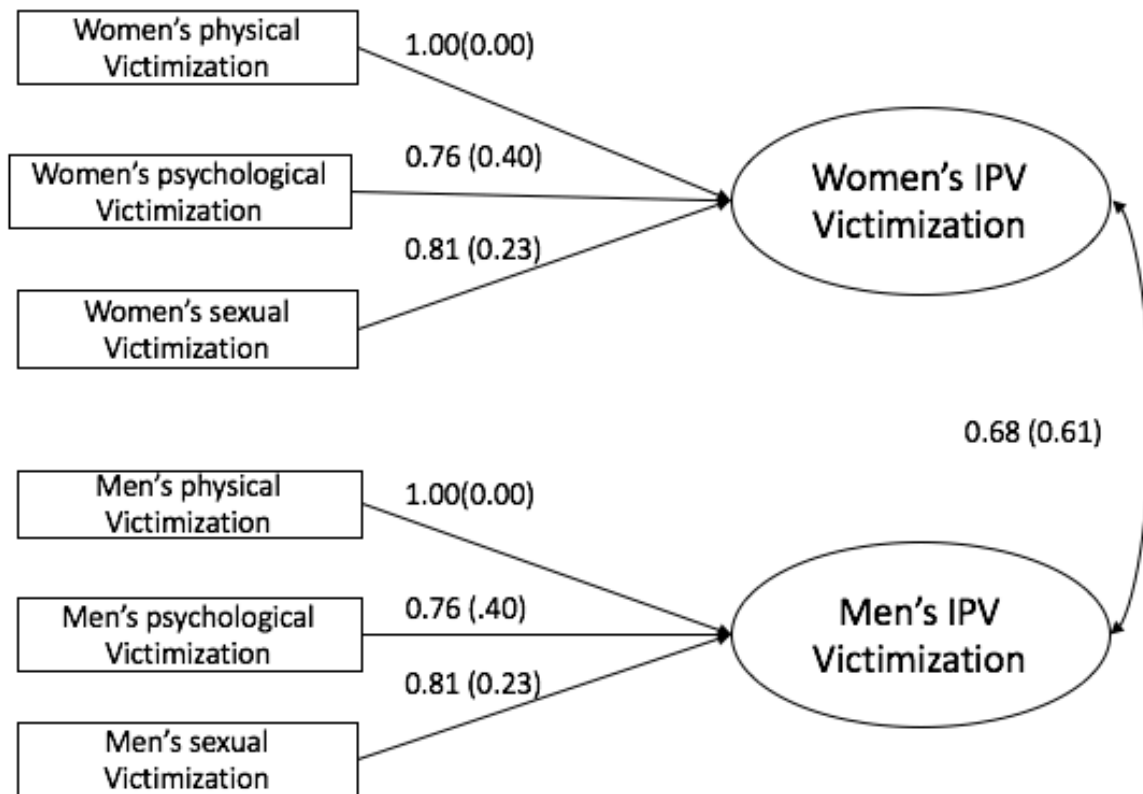 Women's physical
Victimization
1.00(0.00)
Women's psychological
Victimization
0.76 (0.40)
Women's sexual
Victimization
0.81 (0.23)
Women's IPV
Victimization
0.68 (0.61)
Men's physical
Victimization
1.00(0.00)
Men's psychological
Victimization
0.76 (.40)
Men's sexual
Victimization
0.81 (0.23)
Men's IPV
Victimization